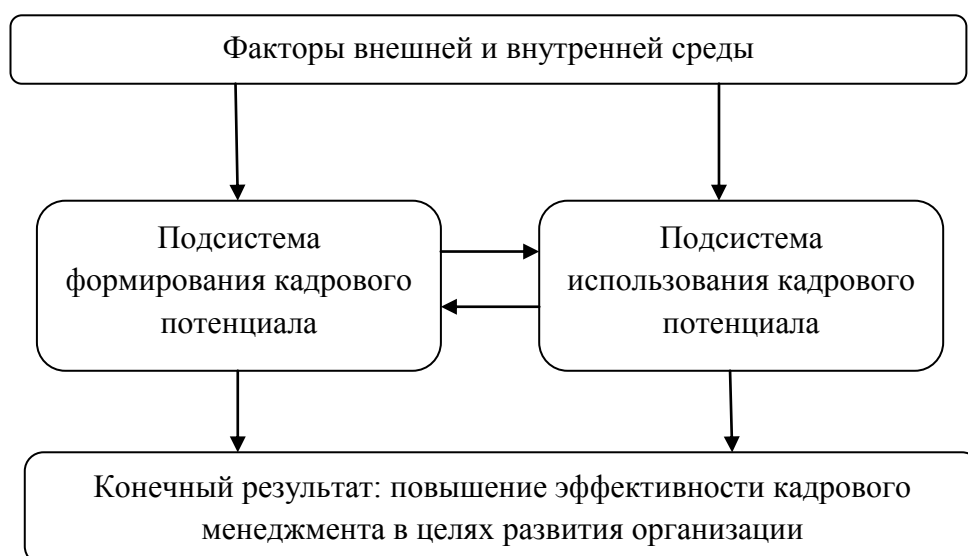 Факторы внешней и внутренней среды
Подсистема
формирования кадрового
потенциала
Подсистема
использования кадрового
потенциала
Конечный результат: повышение эффективности кадрового
менеджмента в целях развития организации